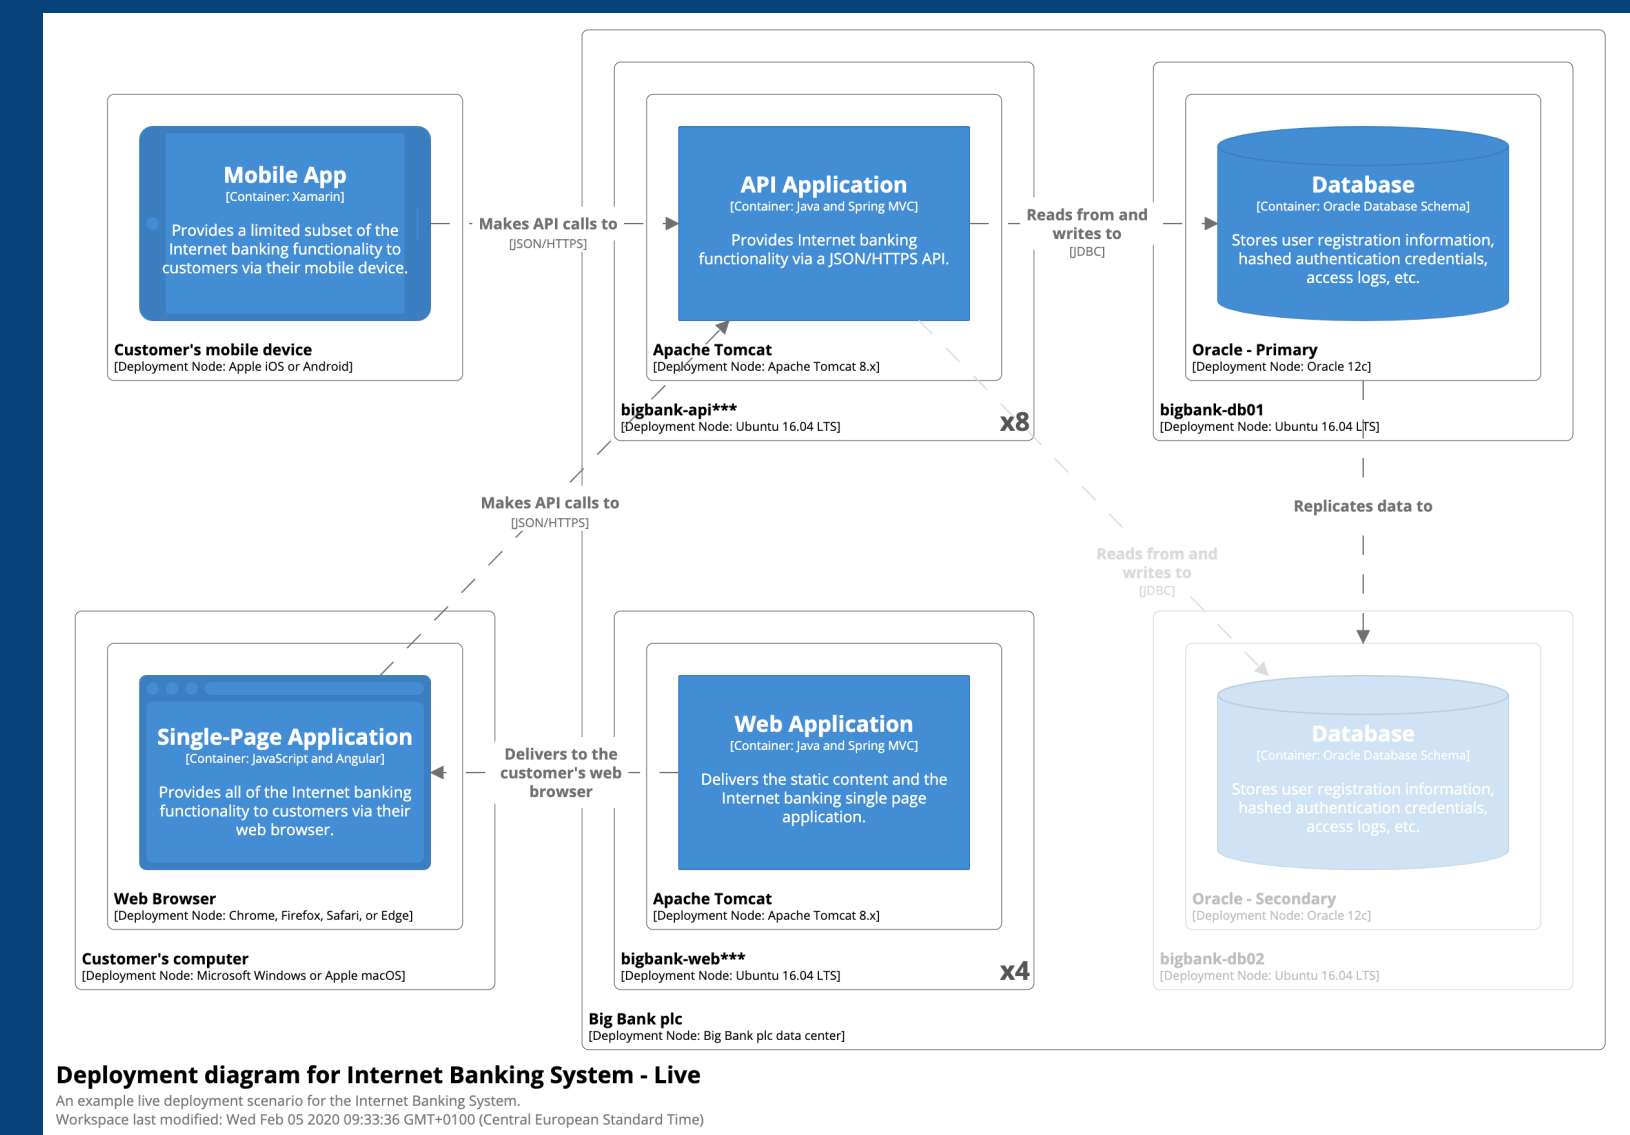 Mobile App
[Container: Xamarin]
Provides a limited subset of the
Internet banking functionality to
customers via their mobile device.
Customer's mobile device
[Deployment Node: Apple iOS or Android]
Makes API calls to
[JSON/HTTPS]
API Application
[Container: Java and Spring MVC]
Provides Internet banking
functionality via a JSON/HTTPS API.
Apache Tomcat
[Deployment Node: Apache Tomcat 8.x]
bigbank-api***
[Deployment Node: Ubuntu 16.04 LTS]
x8
Reads from and
writes to
[JDBC]
Database
[Container: Oracle Database Schema]
Stores user registration information,
hashed authentication credentials,
access logs, etc.
Oracle - Primary
[Deployment Node: Oracle 12c]
bigbank-db01
[Deployment Node: Ubuntu 16.04 LTS]
Makes API calls to
[JSON/HTTPS]
Replicates data to
Reads from and
writes to
[JDBC]
Single-Page Application
[Container: JavaScript and Angular]
Provides all of the Internet banking
functionality to customers via their
web browser.
Web Browser
[Deployment Node: Chrome, Firefox, Safari, or Edge]
Customer's computer
[Deployment Node: Microsoft Windows or Apple macOS]
Delivers to the
customer's web
browser
Web Application
[Container: Java and Spring MVC]
Delivers the static content and the
Internet banking single page
application.
Apache Tomcat
[Deployment Node: Apache Tomcat 8.x]
bigbank-web***
[Deployment Node: Ubuntu 16.04 LTS]
x4
Database
[Container: Oracle Database Schema]
Stores user registration information,
hashed authentication credentials,
access logs, etc.
Oracle - Secondary
[Deployment Node: Oracle 12c]
bigbank-db02
[Deployment Node: Ubuntu 16.04 LTS]
Big Bank plc
[Deployment Node: Big Bank plc data center]
Deployment diagram for Internet Banking System - Live
An example live deployment scenario for the Internet Banking System.
Workspace last modified: Wed Feb 05 2020 09:33:36 GMT+0100 (Central European Standard Time)